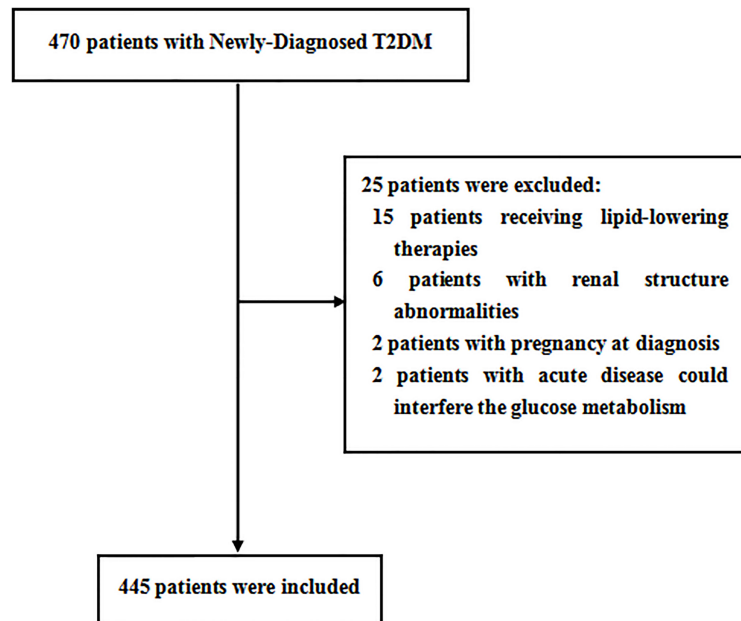 470 patients with Newly-Diagnosed T2DM
25 patients were excluded:
15 patients receiving lipid-lowering
therapies
6 patients with renal structure
abnormalities
2 patients with pregnancy at diagnosis
2 patients with acute disease could
interfere the glucose metabolism
445 patients were included